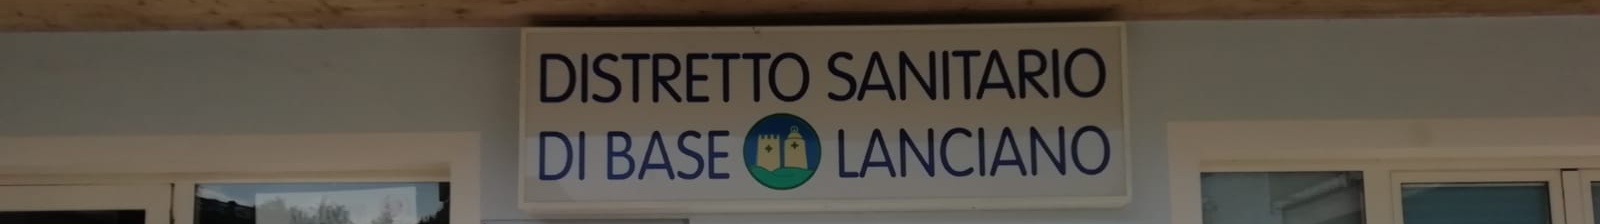 DISTRETTO SANITARIO
DI BASE LANCIANO